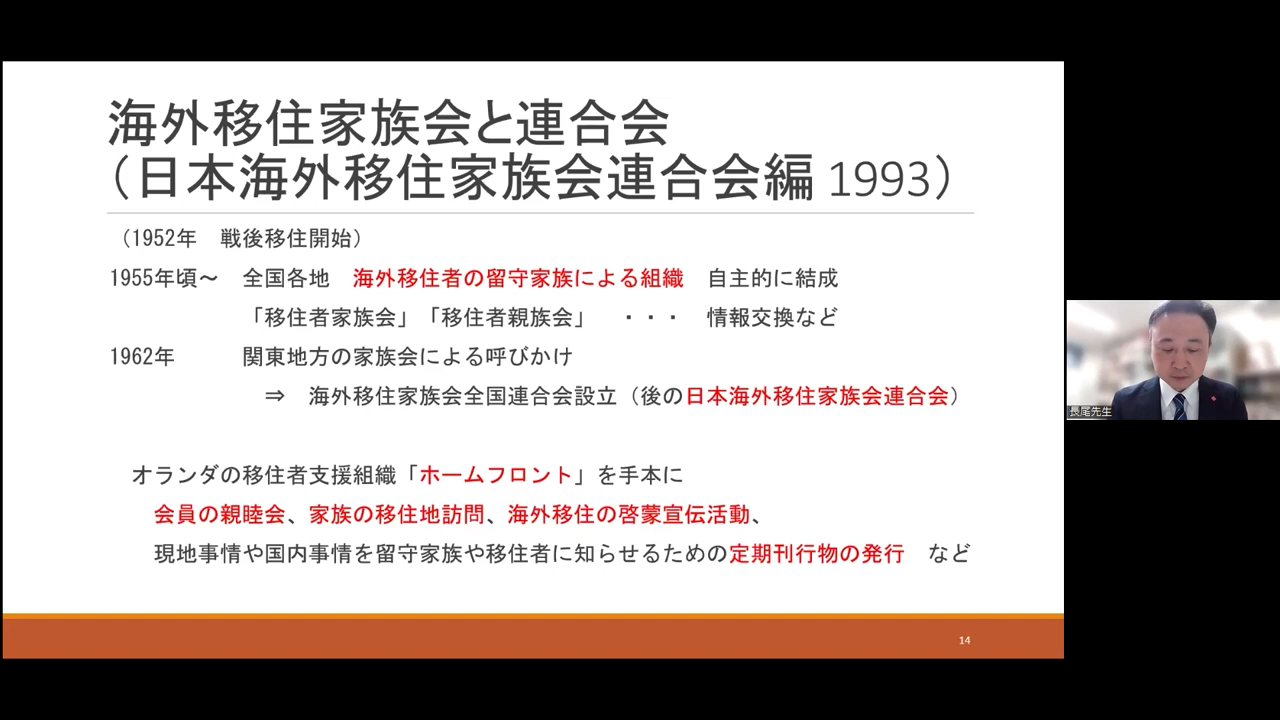 海外移住家族会と連合会
（日本海外移住家族会連合会編 1993）
（1952年　戦後移住開始）
1955年頃～　全国各地　海外移住者の留守家族による組織　自主的に結成
「移住者家族会」「移住者親族会」　・・・　情報交換など
1962年　関東地方の家族会による呼びかけ
⇒　海外移住家族会全国連合会設立（後の日本海外移住家族会連合会）
オランダの移住者支援組織「ホームフロント」を手本に
会員の親睦会、家族の移住地訪問、海外移住の啓蒙宣伝活動、
現地事情や国内事情を留守家族や移住者に知らせるための定期刊行物の発行　など
14
長尾先生